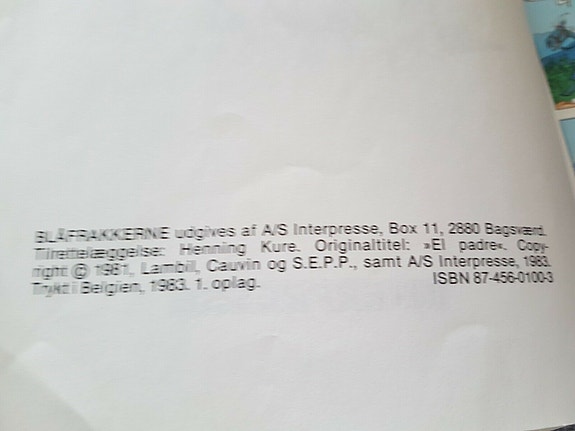 BLÅFRAKKERNE udgives af A/S Interpresse, Box 11, 2880 Bagsværd.
Tilrettelæggelse: Henning Kure. Originaltitel: »El padre«. Copy-
right © 1981, Lambil, Cauvin og S.E.P.P., samt A/S Interpresse, 1983.
Trykt i Belgien, 1983. 1. oplag. ISBN 87-456-0100-3